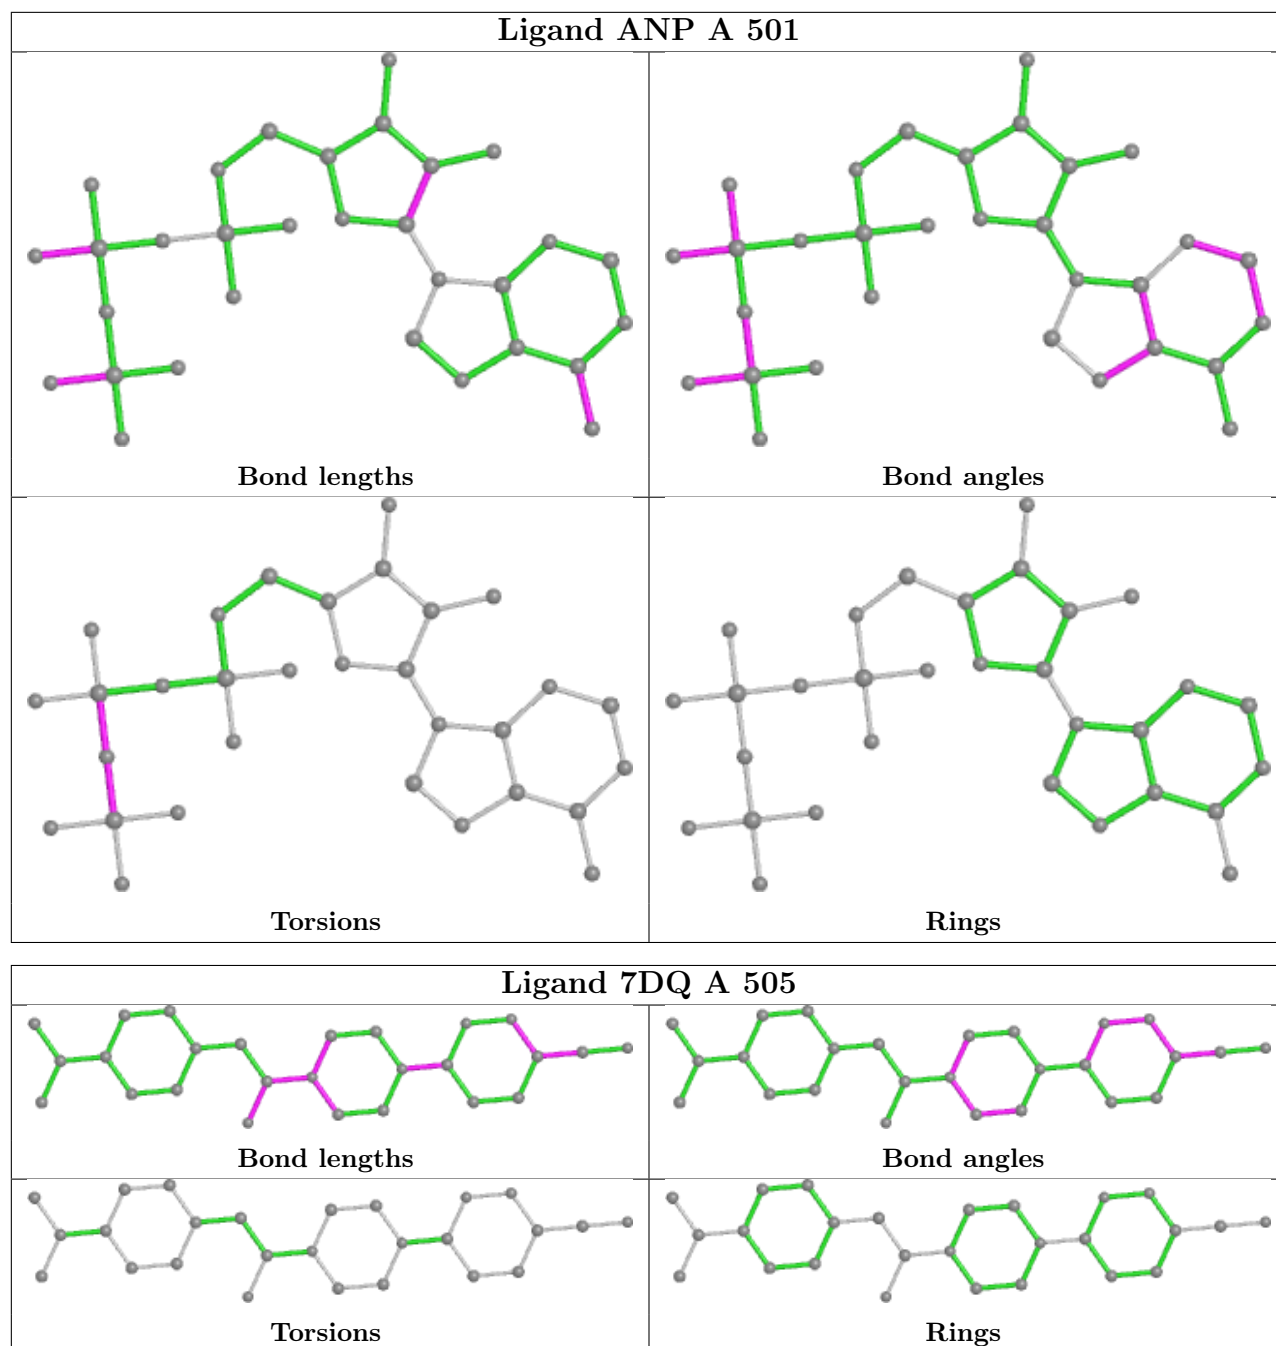 Ligand ANP A 501
Bond lengths
Bond angles
Torsions
Rings
Ligand 7DQ A 505
Bond lengths
Bond angles
Torsions
Rings